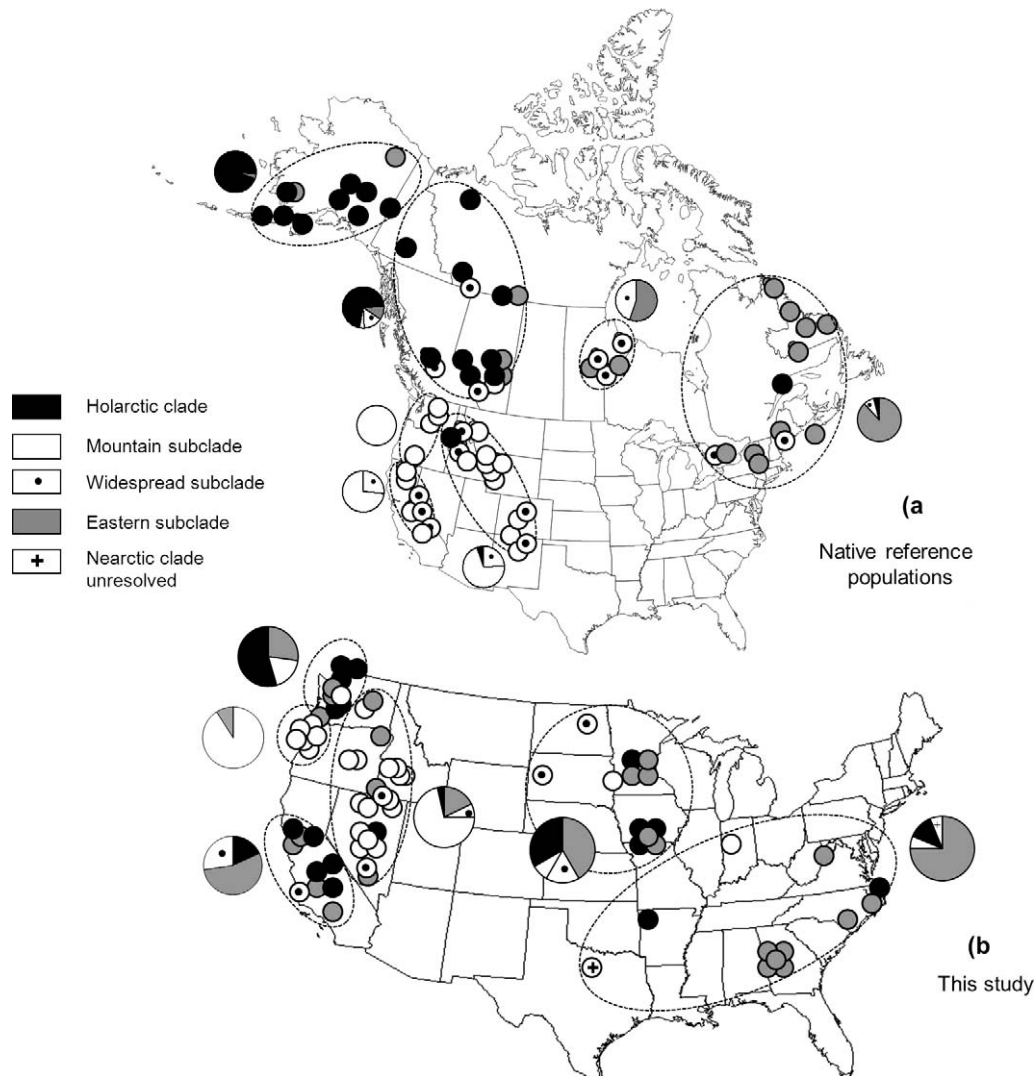 Holarctic clade
Mountain subclade
Widespread subclade
Eastern subclade
Nearctic clade
unresolved
(a
Native reference
populations
(b
This study